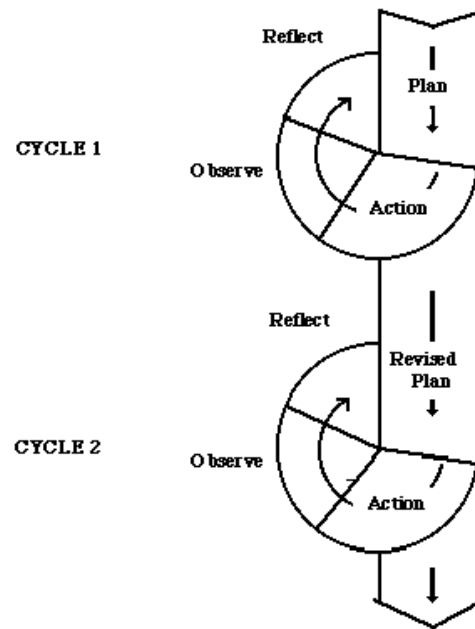 Reflect
Plan
CYCLE 1
Observe
Action
Reflect
Revised
Plan
CYCLE 2
Observe
Action